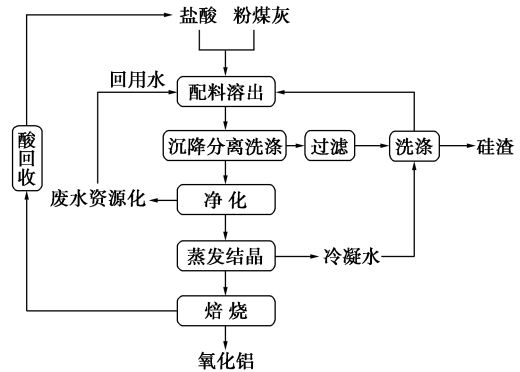 盐酸 粉煤灰
回用水
配料溶出
沉降分离洗涤
过滤
洗涤
硅渣
酸回收
废水资源化
净化
蒸发结晶
冷凝水
焙烧
氧化铝